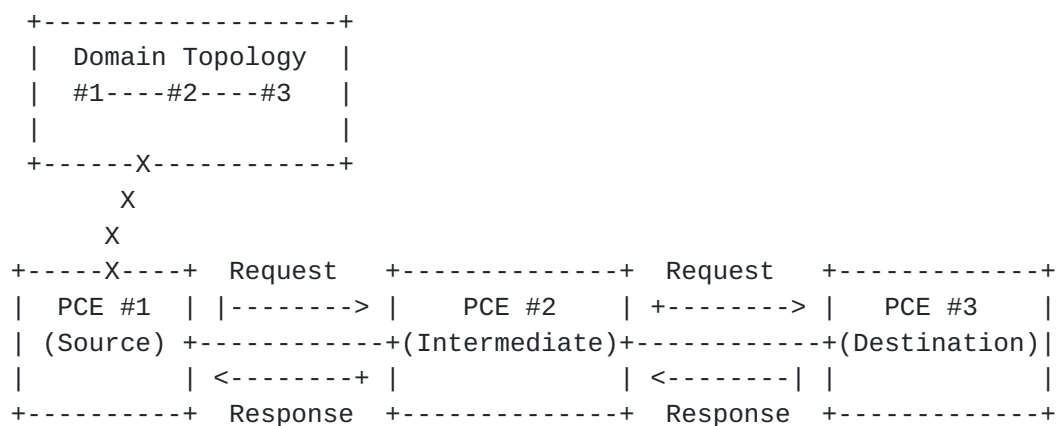 +-------------------+
|  Domain Topology  |
|  #1----#2----#3   |
|                   |
+------X------------+
X
X
+-----X----+  Request   +--------------+  Request   +-------------+
|  PCE #1  | |--------> |    PCE #2    | +--------> |   PCE #3    |
| (Source) +------------+(Intermediate)+------------+(Destination)|
|          | <--------+ |              | <--------| |             |
+----------+  Response  +--------------+  Response  +-------------+